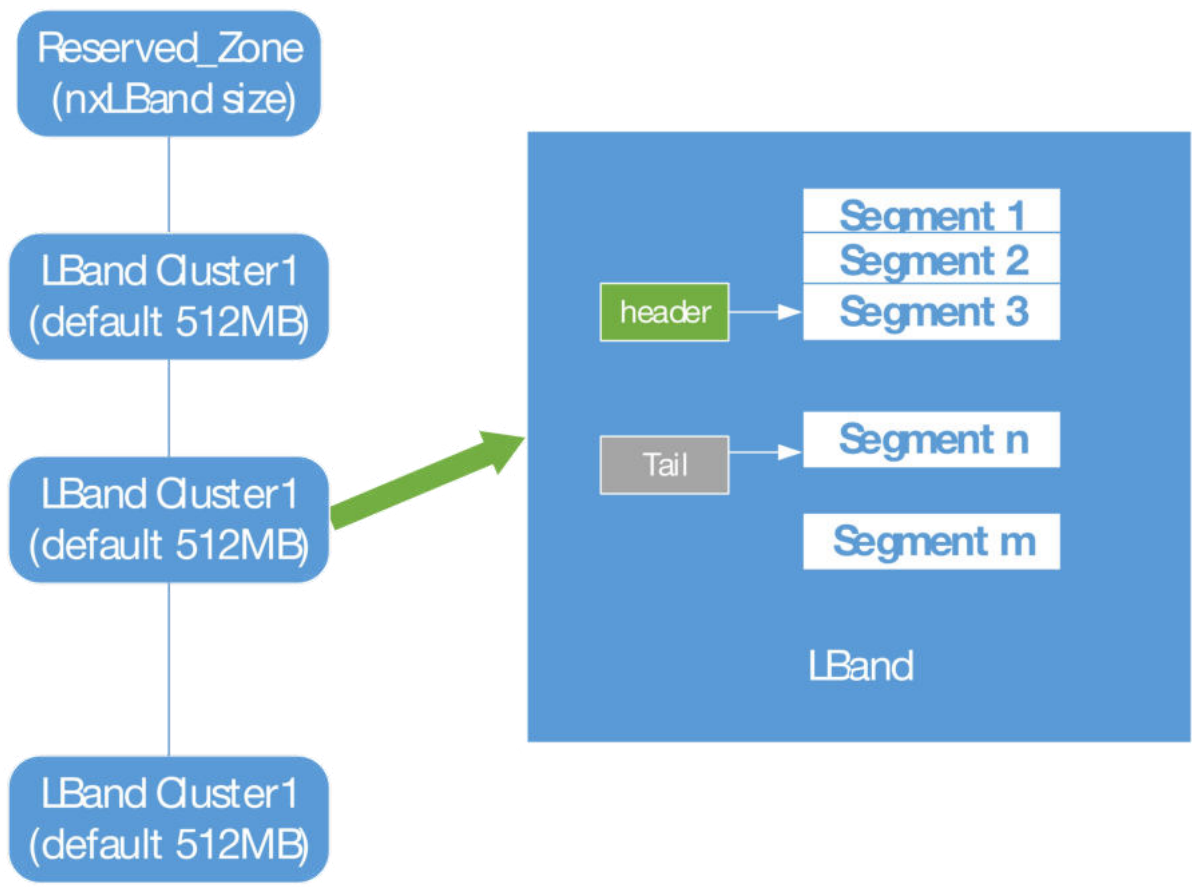 Reserved_Zone
(nxLBand size)
LBand Cluster1
(default 512MB)
LBand Cluster1
(default 512MB)
LBand Cluster1
(default 512MB)
Segment 1
Segment 2
header
Segment 3
Segment n
Tail
Segment m
LBand